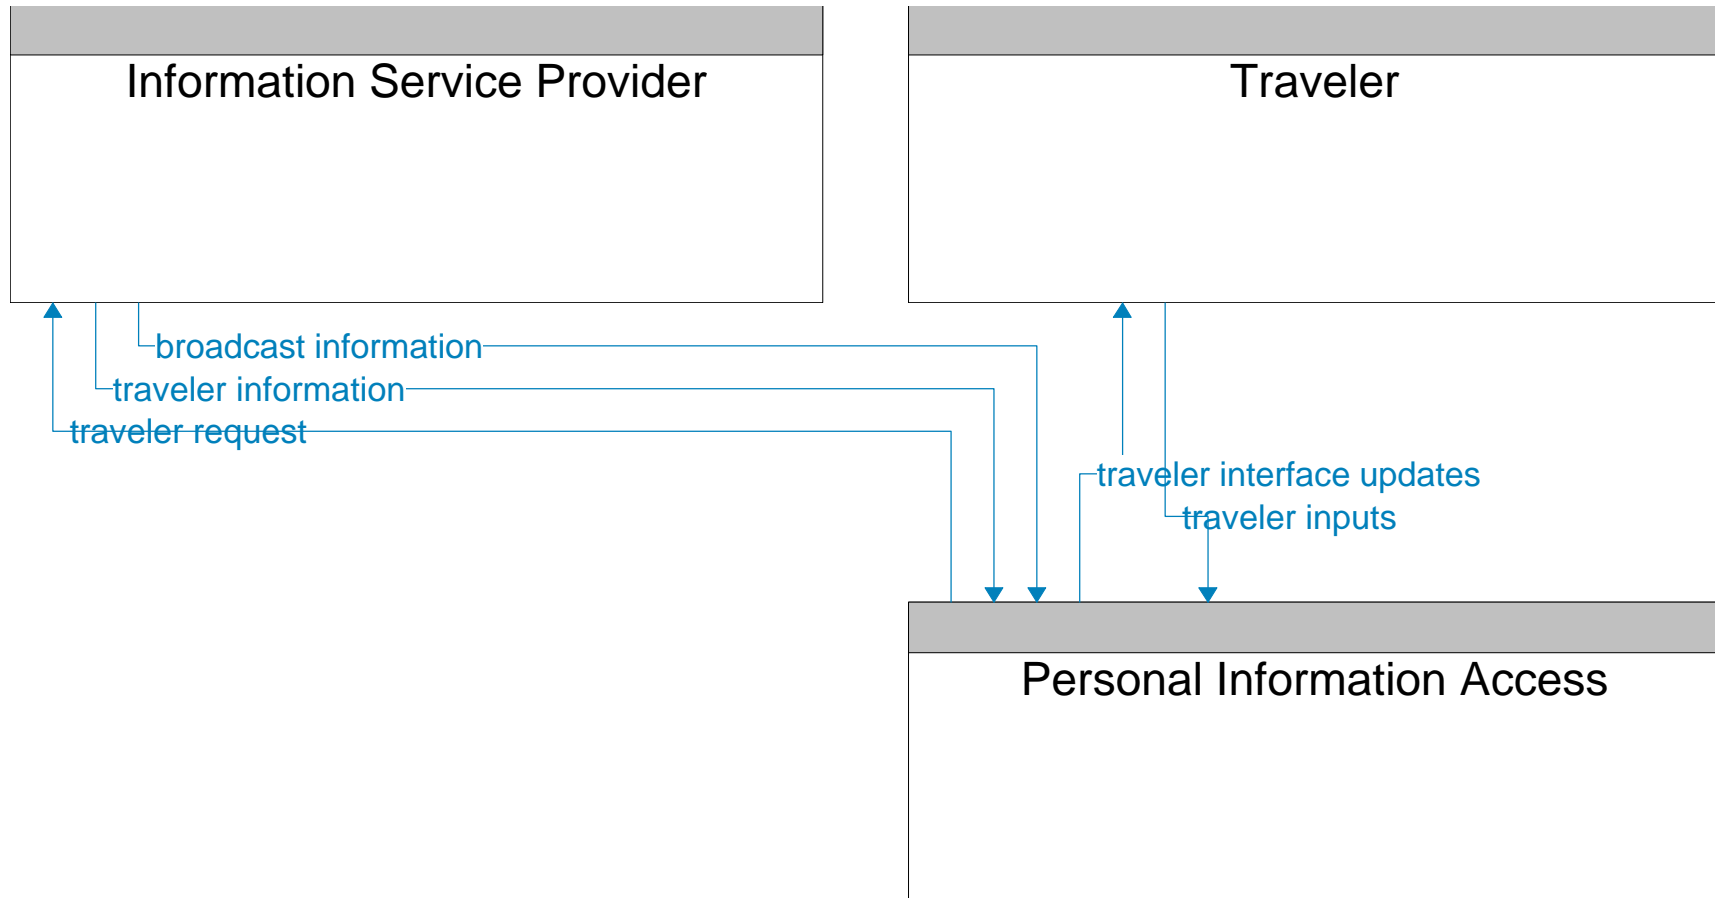 Information Service Provider
Traveler
broadcast information
traveler information
traveler request
traveler interface updates
traveler inputs
Personal Information Access